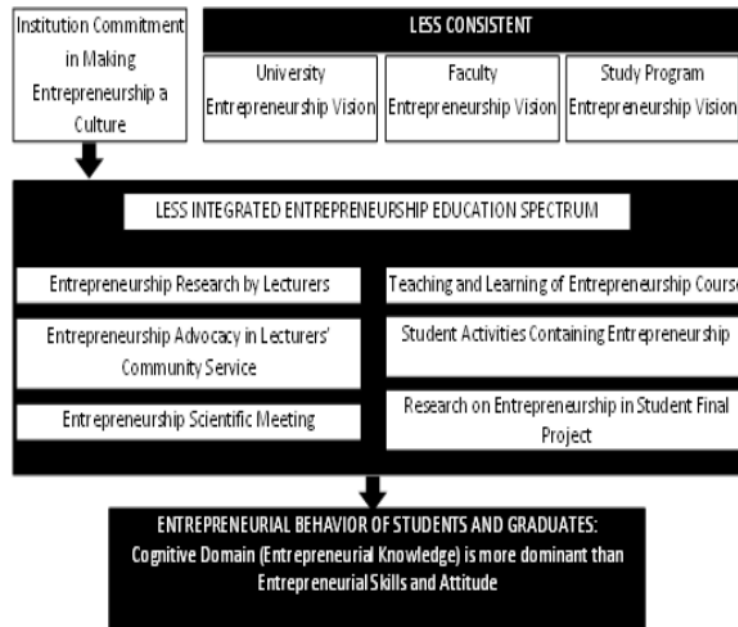 Institution Commitment
in Making
Entrepreneurship a
Culture
LESS CONSISTENT
University
Entrepreneurship Vision
Faculty
Entrepreneurship Vision
Study Program
Entrepreneurship Vision
LESS INTEGRATED ENTREPRENEURSHIP EDUCATION SPECTRUM
Entrepreneurship Research by Lecturers
Entrepreneurship Advocacy in Lecturers'
Community Service
Entrepreneurship Scientific Meeting
Teaching and Learning of Entrepreneurship Course
Student Activities Containing Entrepreneurship
Research on Entrepreneurship in Student Final
Project
ENTREPRENEURIAL BEHAVIOR OF STUDENTS AND GRADUATES:
Cognitive Domain (Entrepreneurial Knowledge) is more dominant than
Entrepreneurial Skills and Attitude